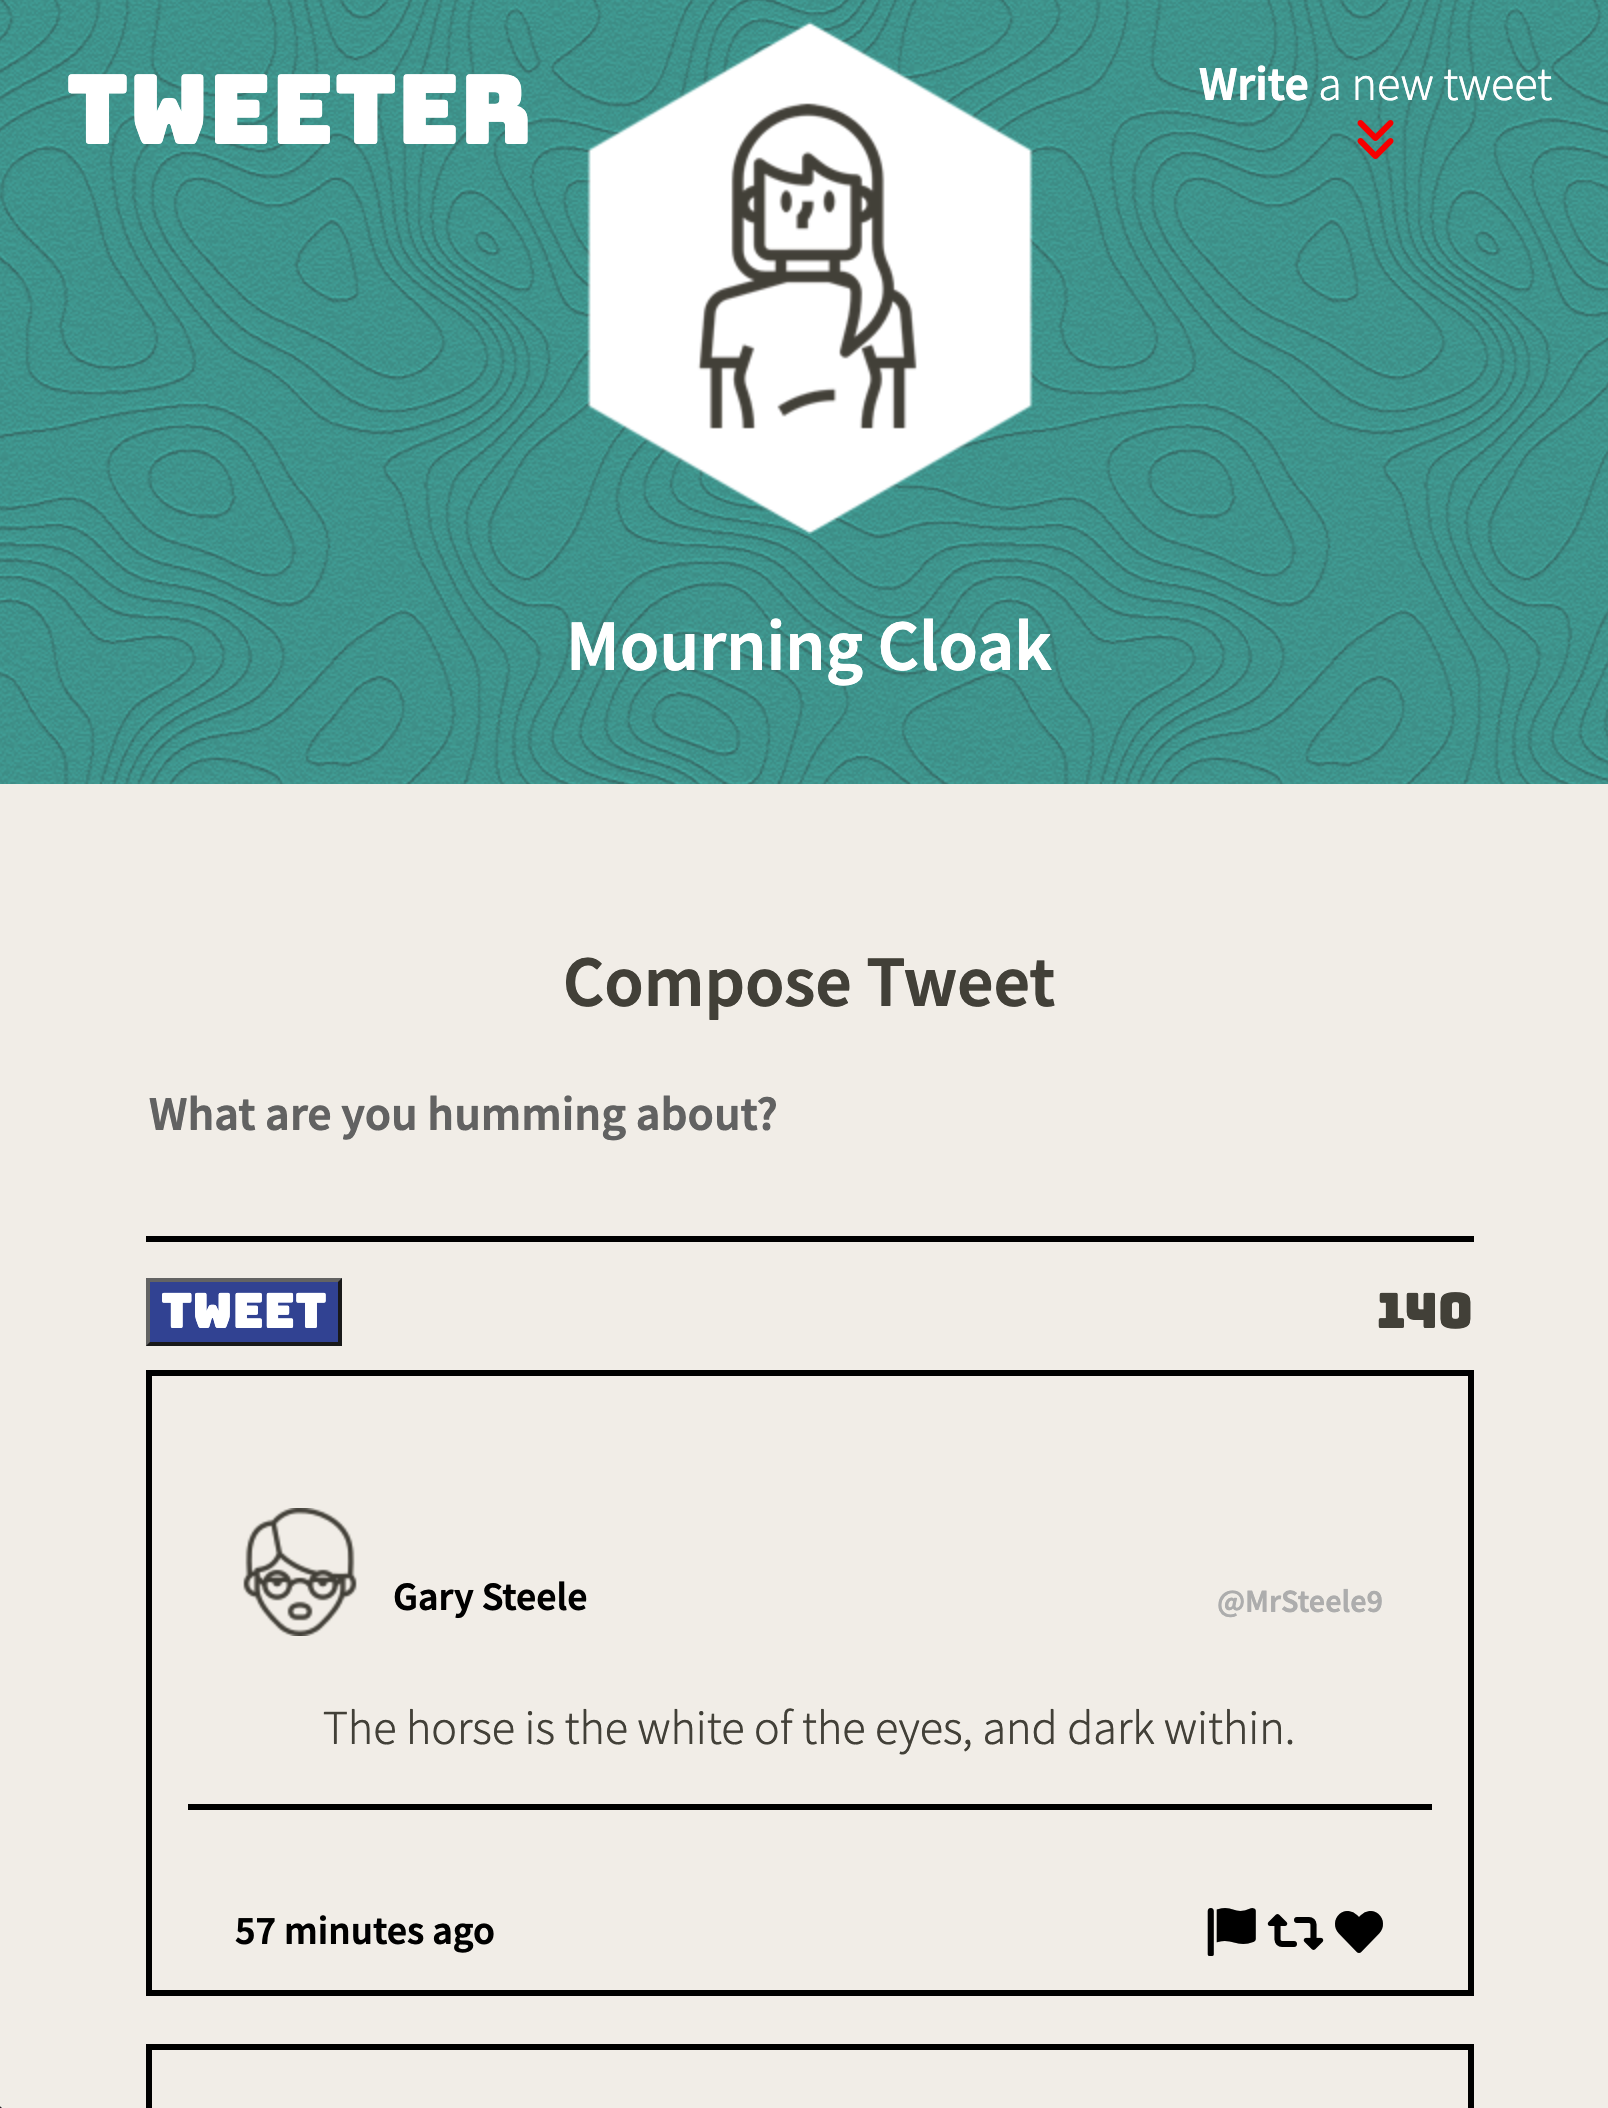 TWEETER
Write a new tweet
Mourning Cloak
Compose Tweet
What are you humming about?
TWEET
140
Gary Steele
@MrSteele9
The horse is the white of the eyes, and dark within.
57 minutes ago